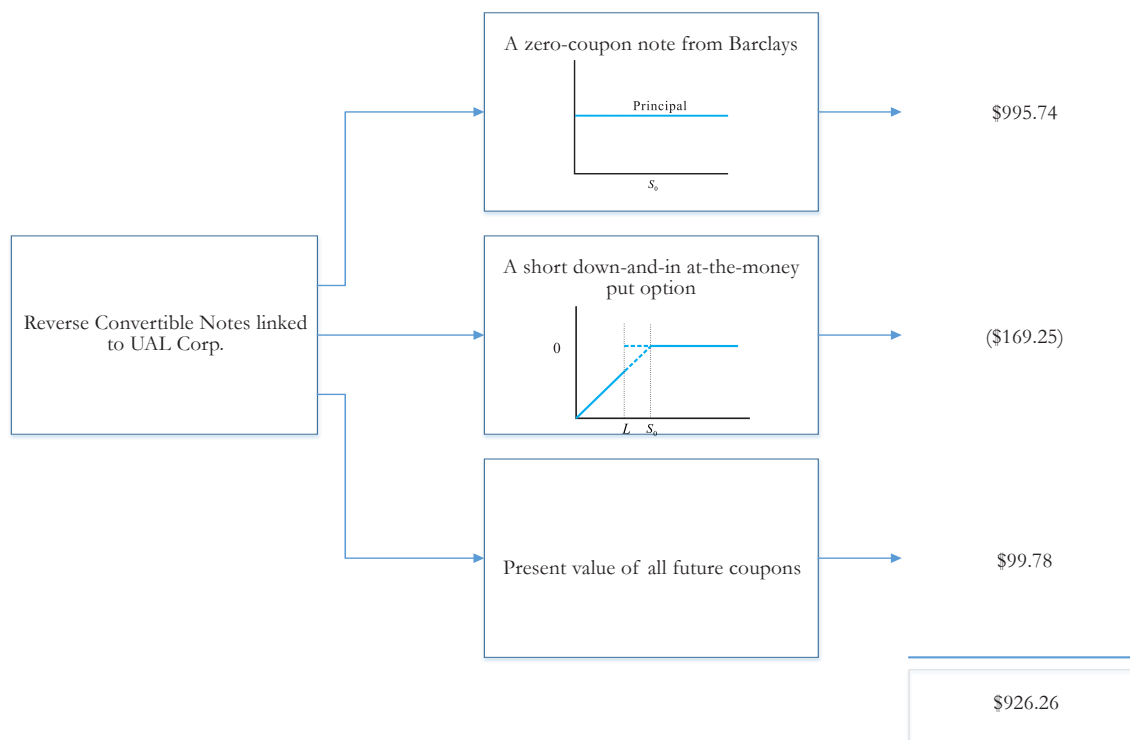 A zero-coupon note from Barclays
Principal
S₀
$995.74
Reverse Convertible Notes linked
to UAL Corp.
A short down-and-in at-the-money
put option
0
L S₀
($169.25)
Present value of all future coupons
$99.78
$926.26